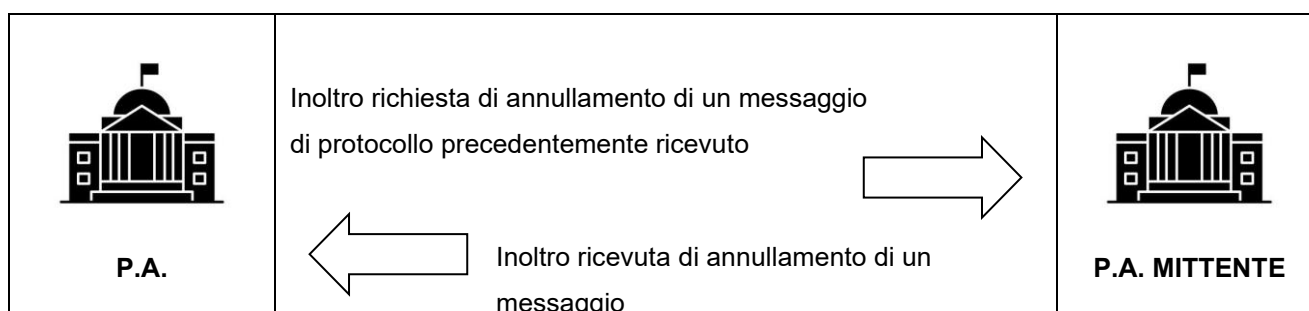 Inoltro richiesta di annullamento di un messaggio
di protocollo precedentemente ricevuto
P.A.
Inoltro ricevuta di annullamento di un
messaggio
P.A. MITTENTE